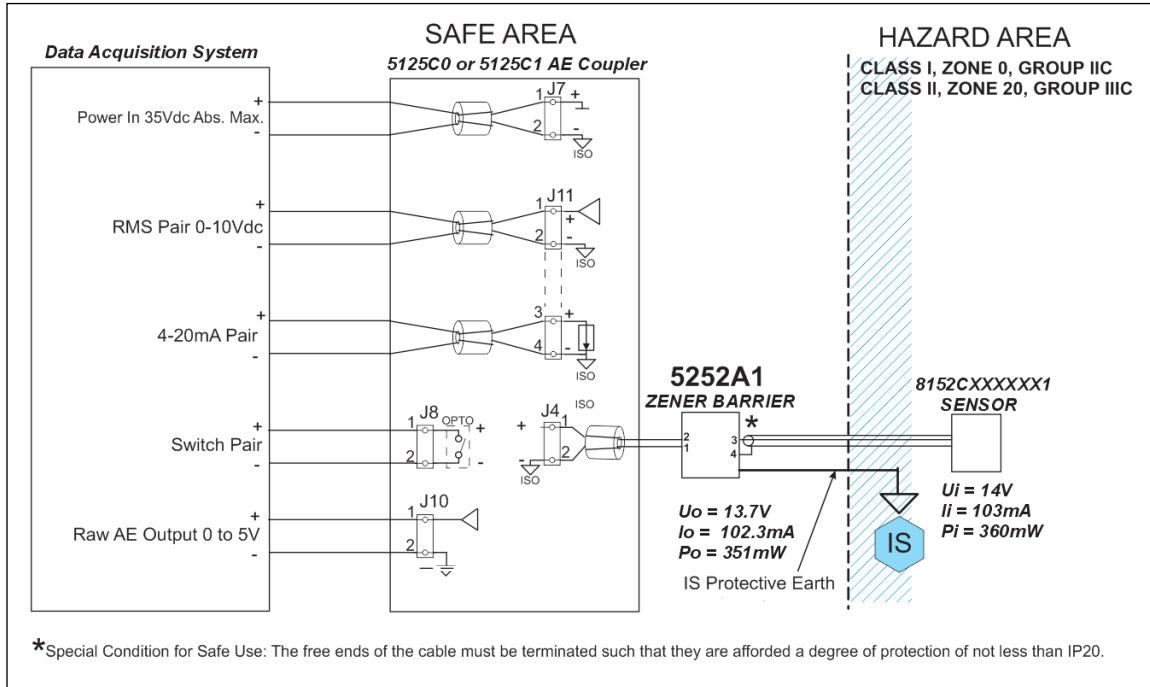 SAFE AREA
HAZARD AREA
Data Acquisition System
5125C0 or 5125C1 AE Coupler
CLASS I, ZONE 0, GROUP IIC
CLASS II, ZONE 20, GROUP IIIC
+
Power In 35Vdc Abs. Max.
-
J7
1
+
2
-
ISO
+
RMS Pair 0-10Vdc
-
J11
1
+
2
-
ISO
+
4-20mA Pair
-
3
+
4
-
ISO
+
Switch Pair
-
J8
OPTO
1
+
2
-
ISO
J4
+
1
-
2
ISO
5252A1
ZENER BARRIER
*
2
1
3
4
8152CXXXXXX1
SENSOR
+
Raw AE Output 0 to 5V
-
J10
1
2
Uo = 13.7V
Io = 102.3mA
Po = 351mW
IS Protective Earth
IS
Ui = 14V
Ii = 103mA
Pi = 360mW
*Special Condition for Safe Use: The free ends of the cable must be terminated such that they are afforded a degree of protection of not less than IP20.